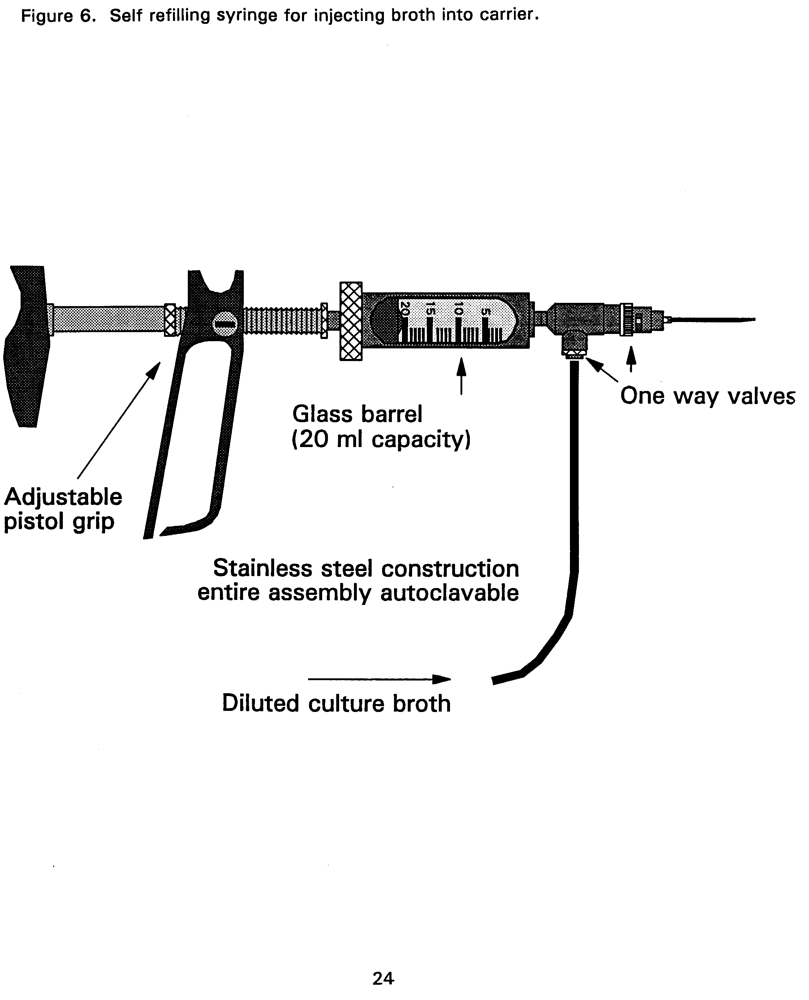 Figure 6. Self refilling syringe for injecting broth into carrier.
20 15 10 5
One way valves
Glass barrel
(20 ml capacity)
Adjustable
pistol grip
Stainless steel construction
entire assembly autoclavable
Diluted culture broth
24